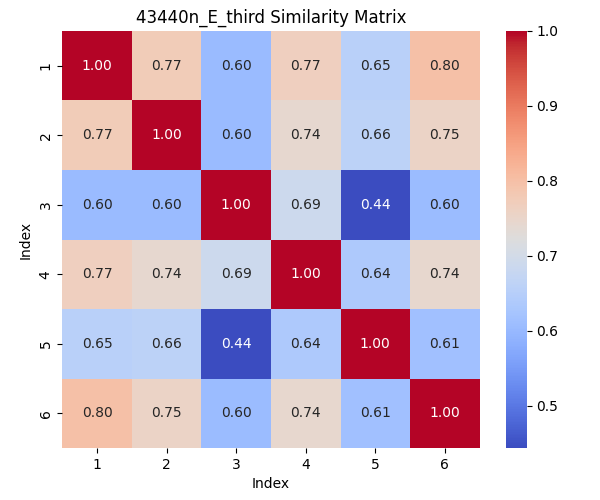 43440n_E_third Similarity Matrix
1 1.00 0.77 0.60 0.77 0.65 0.80
2 0.77 1.00 0.60 0.74 0.66 0.75
3 0.60 0.60 1.00 0.69 0.44 0.60
4 0.77 0.74 0.69 1.00 0.64 0.74
5 0.65 0.66 0.44 0.64 1.00 0.61
6 0.80 0.75 0.60 0.74 0.61 1.00
1 2 3 4 5 6
Index
Index
1.0
0.9
0.8
0.7
0.6
0.5